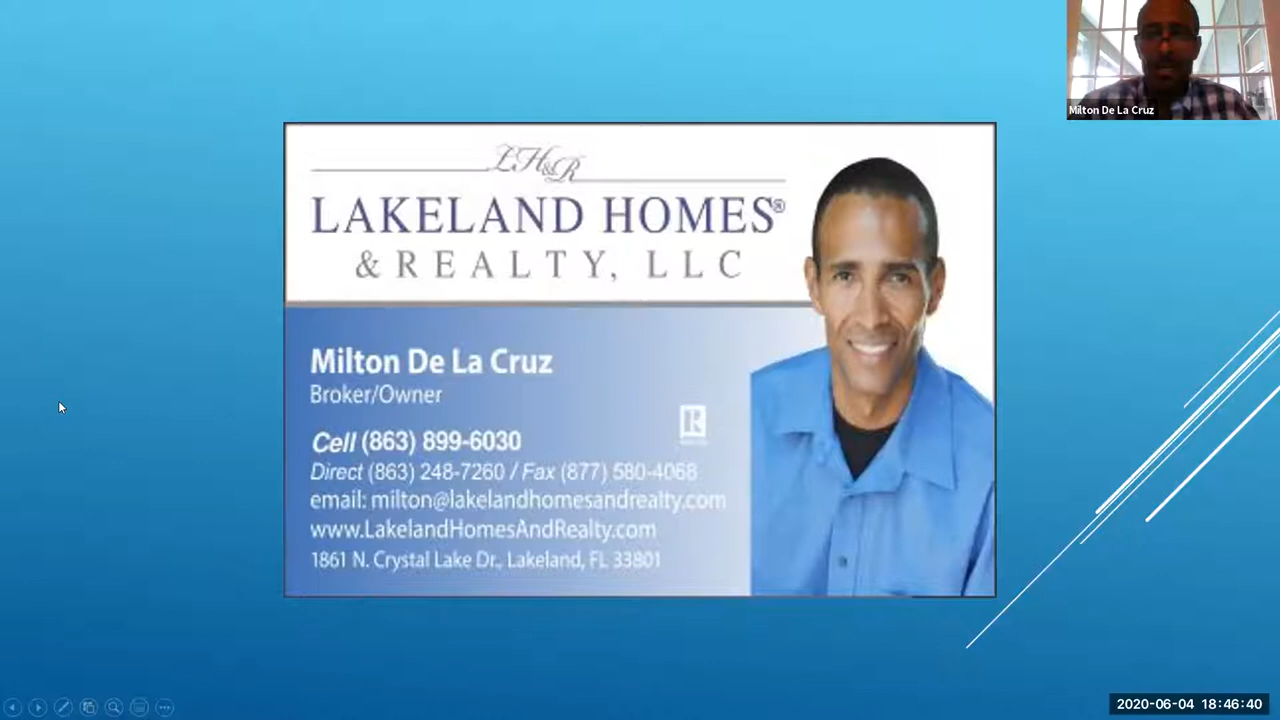 Milton De La Cruz
LH&R
LAKELAND HOMES®
& REALTY, LLC
Milton De La Cruz
Broker/Owner
Cell (863) 899-6030
Direct (863) 248-7260 / Fax (877) 580-4068
email: milton@lakelandhomesandrealty.com
www.LakelandHomesAndRealty.com
1861 N. Crystal Lake Dr., Lakeland, FL 33801
2020-06-04 18:46:40